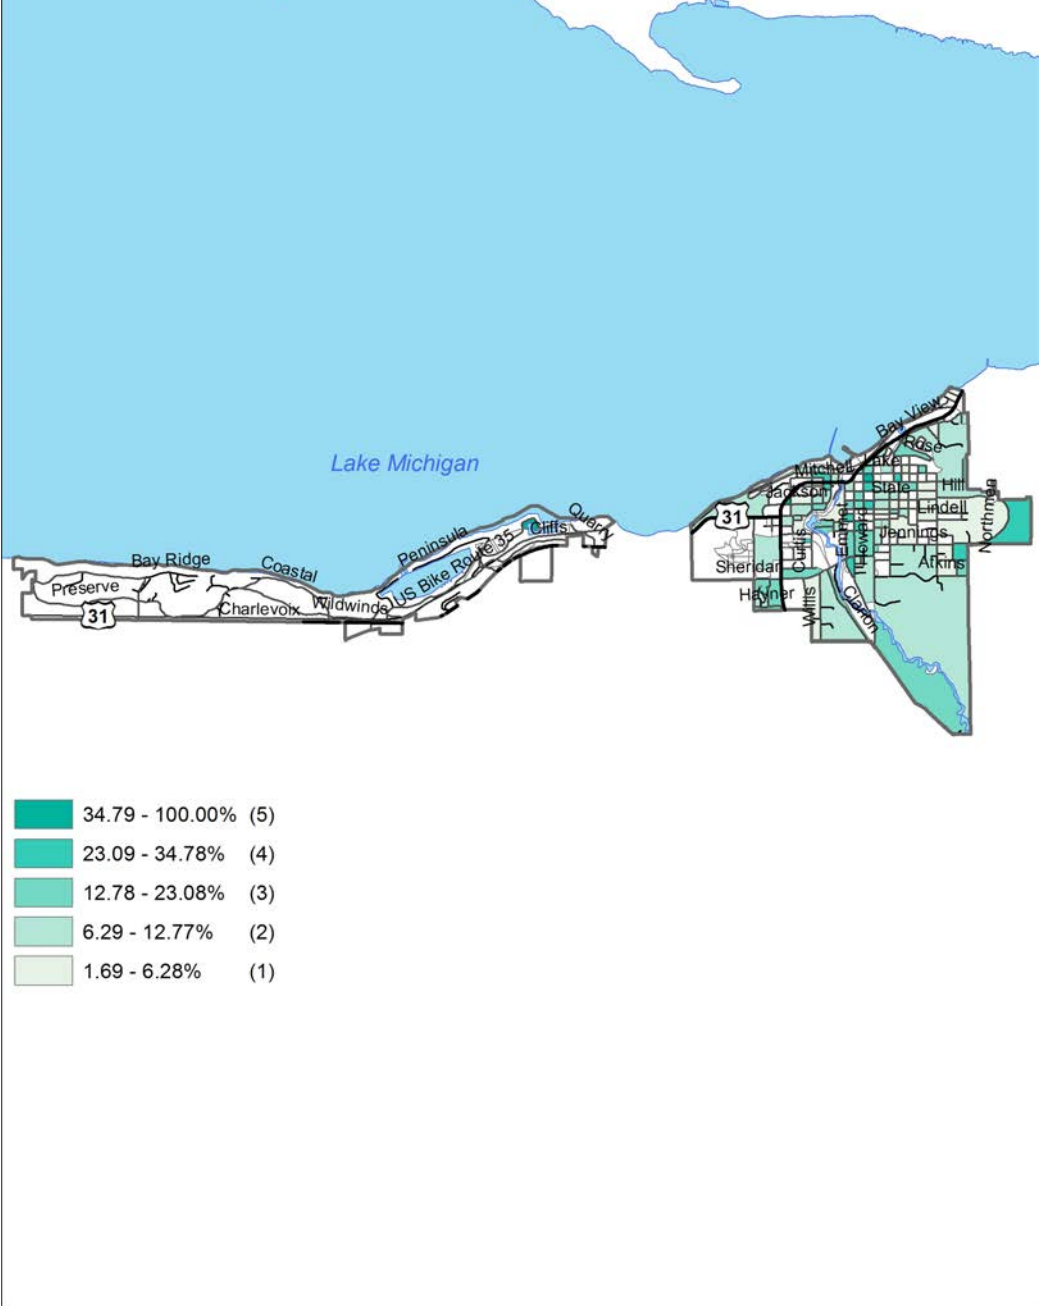 Bay View
Rose
Lake Michigan
Mitchell
Lake
Jackson
State
Hill
Northmen
31
Lindell
Quarry
Cliffs
Emmet
Howard
Jennings
Curtis
Peninsula
US Bike Route 35
Bay Ridge
Coastal
Sheridan
Atkins
Preserve
Hayner
Willis
Clarion
Charlevoix
Wildwinds
31
34.79 - 100.00% (5)
23.09 - 34.78% (4)
12.78 - 23.08% (3)
6.29 - 12.77% (2)
1.69 - 6.28% (1)